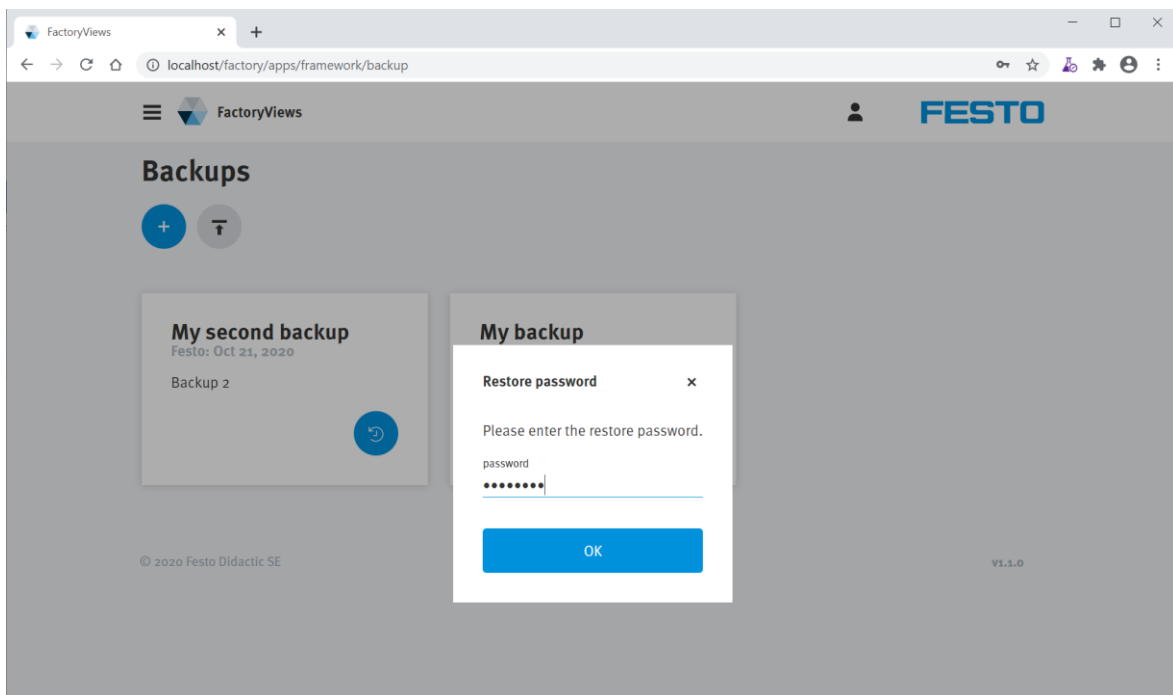 FactoryViews
localhost/factory/apps/framework/backup
FactoryViews
FESTO
Backups
My second backup
Festo: Oct 21, 2020
Backup 2
My backup
Restore password
Please enter the restore password.
password
••••••••
OK
© 2020 Festo Didactic SE
v1.1.0